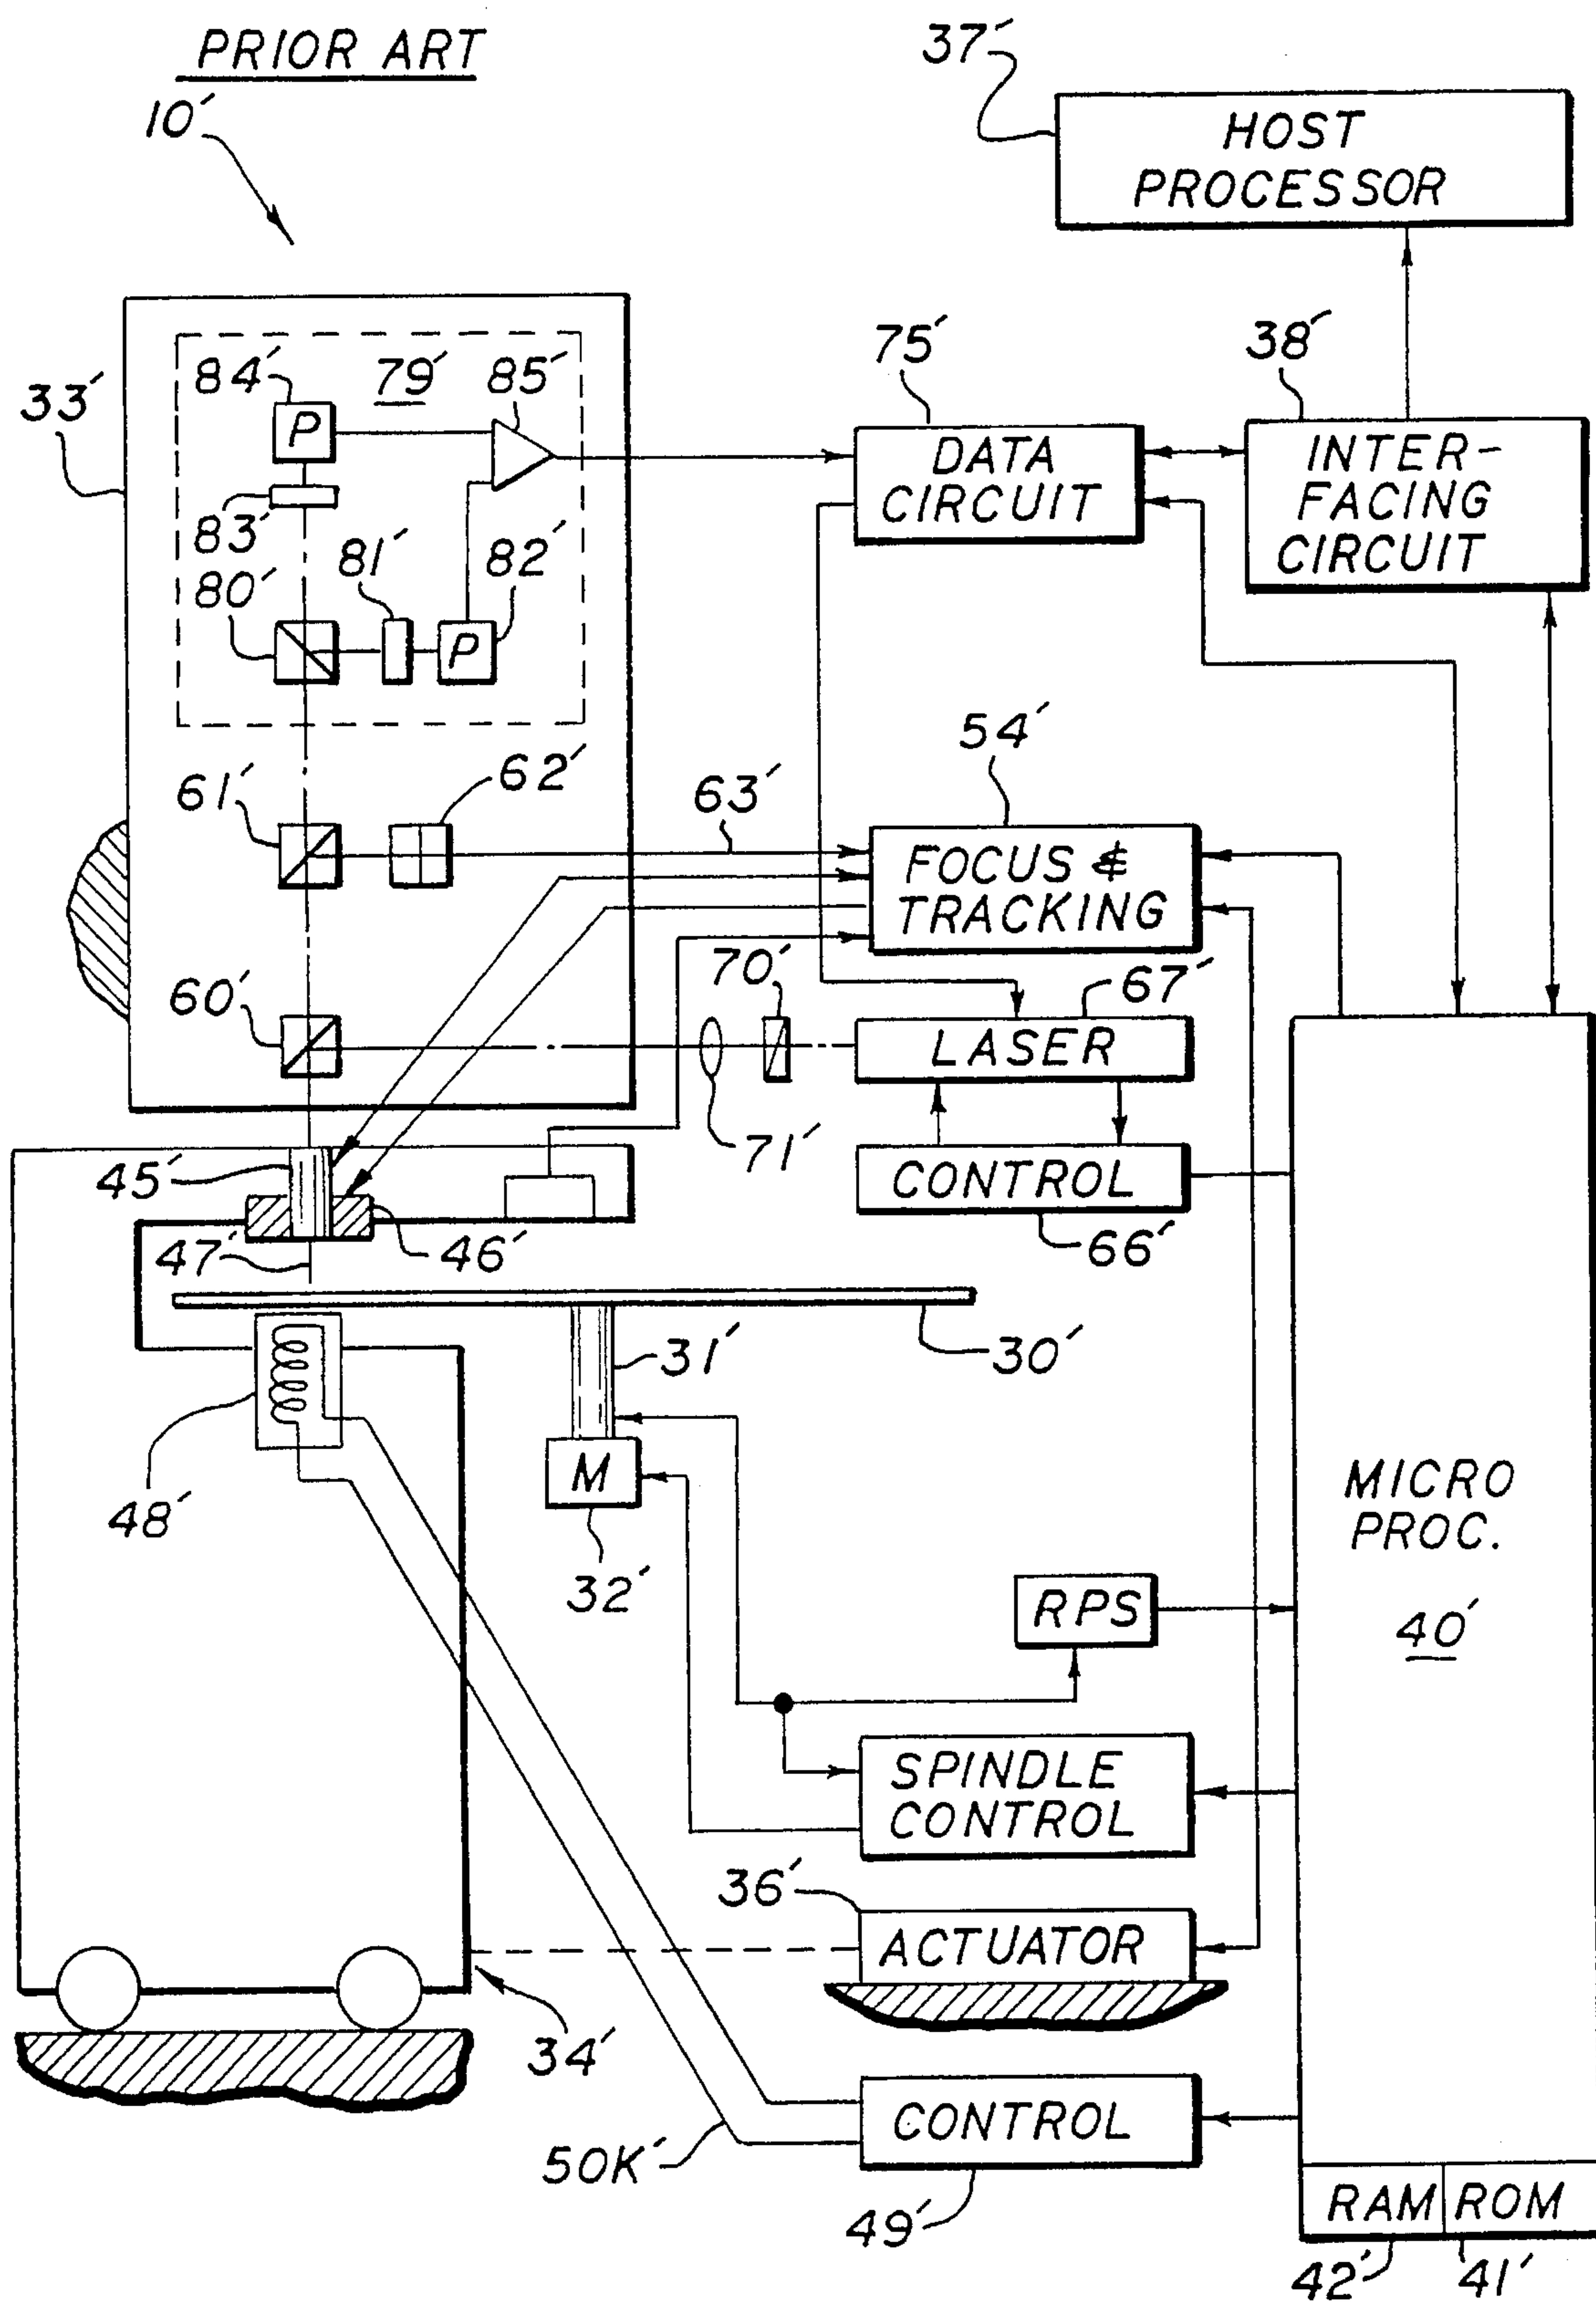 PRIOR ART
10'
37'
HOST
PROCESSOR
33'
84'
79'
85'
P
83'
81'
82'
80'
P
75'
DATA
CIRCUIT
38'
INTER-
FACING
CIRCUIT
61'
62'
63'
54'
FOCUS &
TRACKING
60'
70'
71'
67'
LASER
CONTROL
66'
45'
46'
47'
30'
31'
48'
M
32'
MICRO
PROC.
40'
RPS
SPINDLE
CONTROL
36'
ACTUATOR
34'
50K'
CONTROL
49'
RAM
ROM
42'
41'